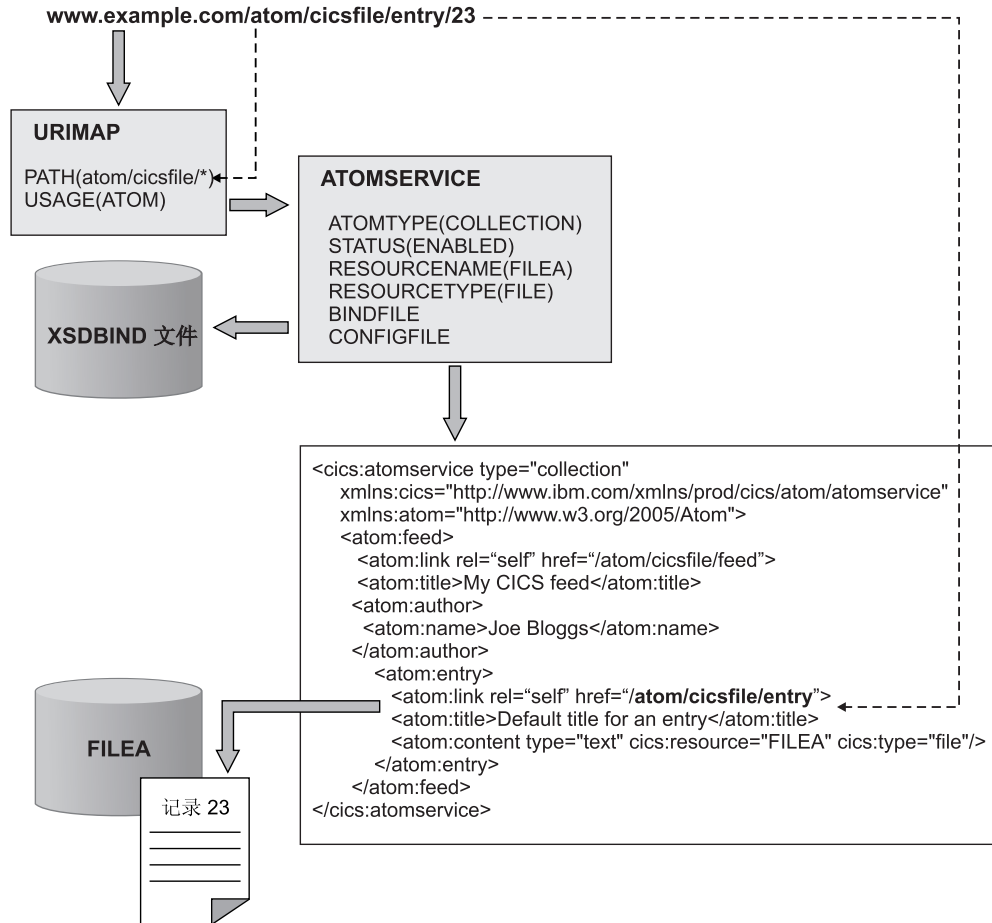 www.example.com/atom/cicsfile/entry/23
URIMAP
PATH(atom/cicsfile/*)
USAGE(ATOM)
ATOMSERVICE
ATOMTYPE(COLLECTION)
STATUS(ENABLED)
RESOURCENAME(FILEA)
RESOURCETYPE(FILE)
BINDFILE
CONFIGFILE
XSDBIND 文件
<cics:atomservice type="collection"
xmlns:cics="http://www.ibm.com/xmlns/prod/cics/atom/atomservice"
xmlns:atom="http://www.w3.org/2005/Atom">
<atom:feed>
<atom:link rel=“self” href=“/atom/cicsfile/feed”>
<atom:title>My CICS feed</atom:title>
<atom:author>
<atom:name>Joe Bloggs</atom:name>
</atom:author>
<atom:entry>
<atom:link rel=“self” href=“/atom/cicsfile/entry”>
<atom:title>Default title for an entry</atom:title>
<atom:content type="text" cics:resource="FILEA" cics:type="file"/>
</atom:entry>
</atom:feed>
</cics:atomservice>
FILEA
记录 23